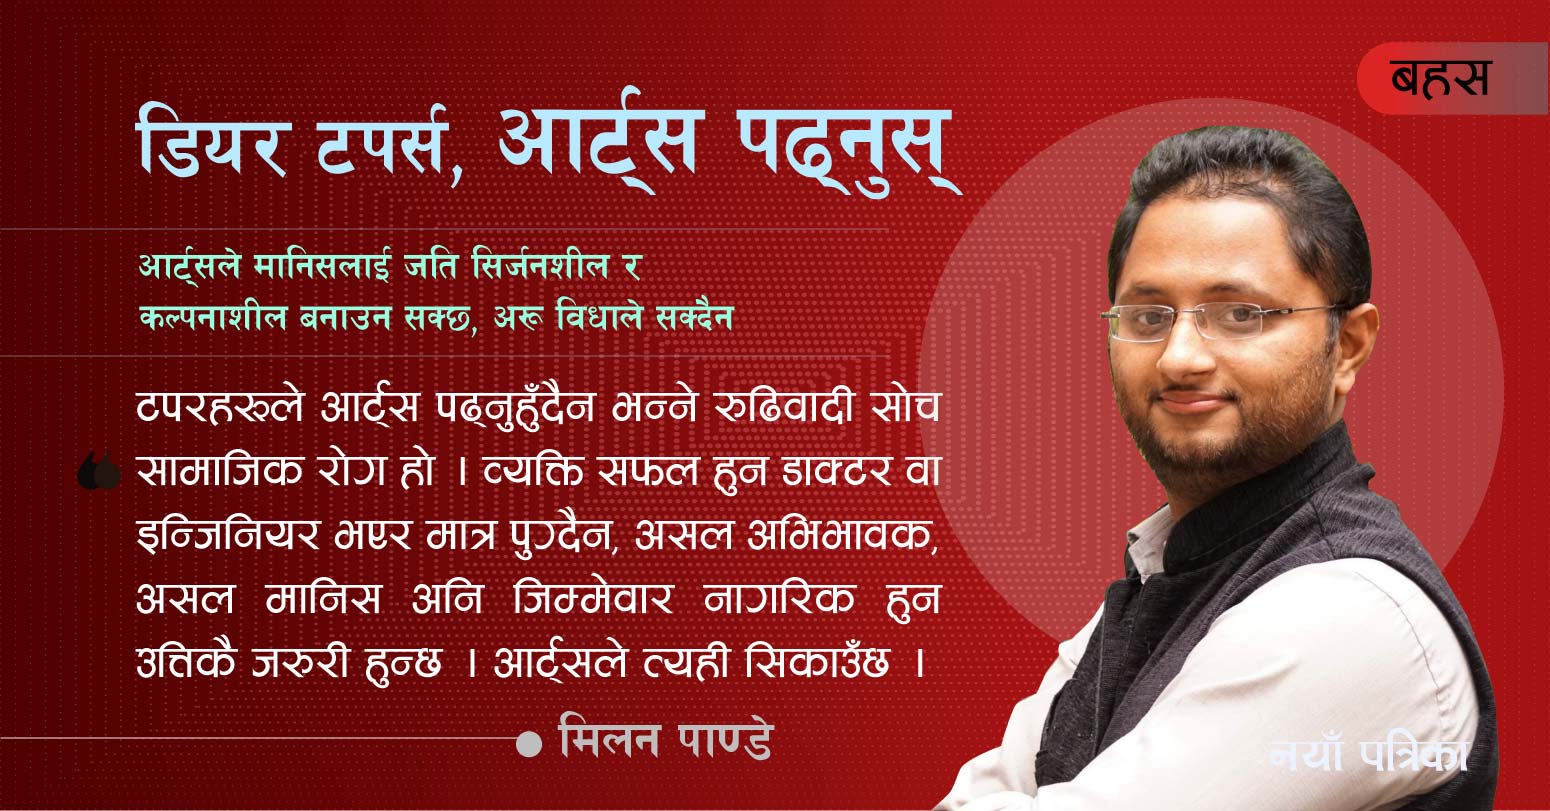 बहस
डियर टपर्स, आर्ट्स पढ्नुस्
आर्ट्सले मानिसलाई जति सिर्जनशील र
कल्पनाशील बनाउन सक्छ, अरू विधाले सक्दैन
टपरहरुले आर्ट्स पढ्नुहुँदैन भन्ने रुढिवादी सोच
“ सामाजिक रोग हो । व्यक्ति सफल हुन डाक्टर वा
इन्जिनियर भएर मात्र पुग्दैन, असल अभिभावक,
असल मानिस अनि जिम्मेवार नागरिक हुन
उत्तिकै जरुरी हुन्छ । आर्ट्सले त्यही सिकाउँछ ।
मिलन पाण्डे
नयाँ पत्रिका